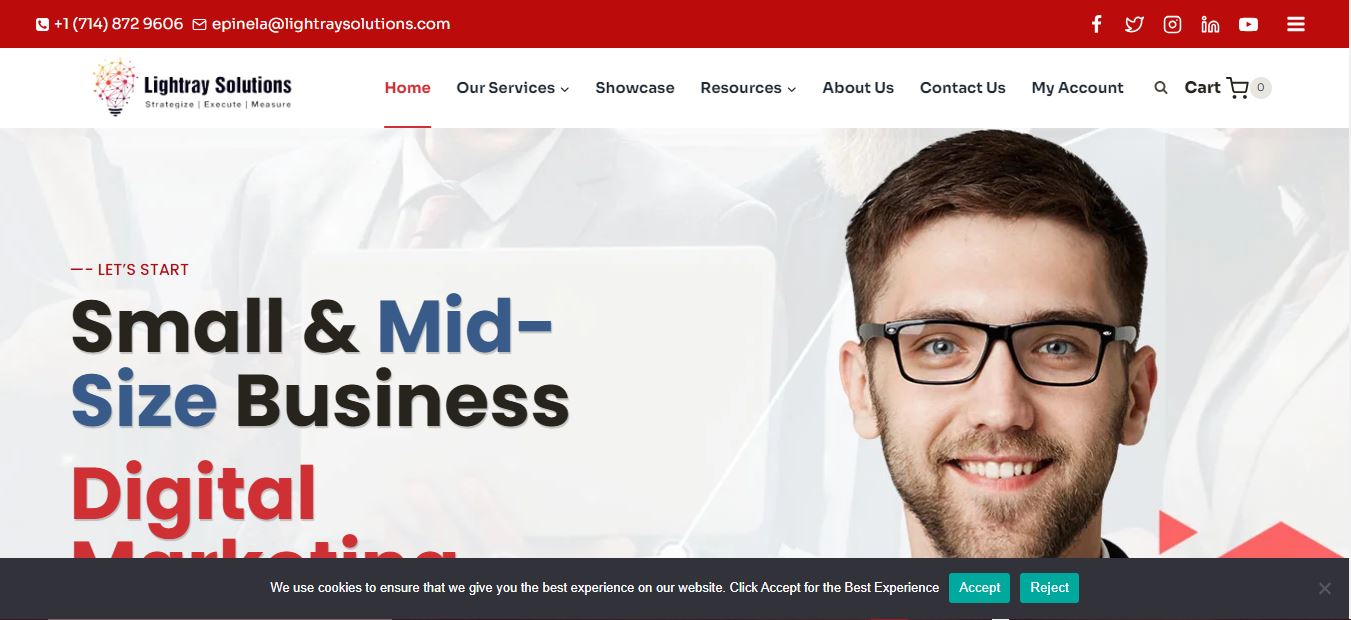 +1 (714) 872 9606 epinela@lightraysolutions.com
Lightray Solutions
Strategize | Execute | Measure
Home Our Services Showcase Resources About Us Contact Us My Account Cart 0
—– LET'S START
Small & Mid-
Size Business
Digital
Marketing
We use cookies to ensure that we give you the best experience on our website. Click Accept for the Best Experience Accept Reject